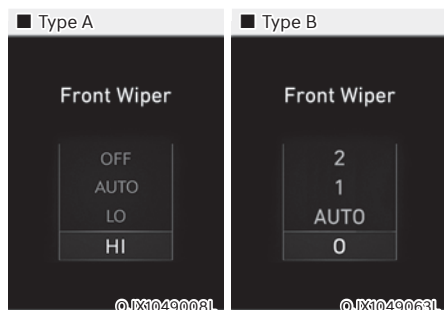 ■ Type A
Front Wiper
OFF
AUTO
LO
HI
OJX1049008L
■ Type B
Front Wiper
2
1
AUTO
0
OJX1049063L